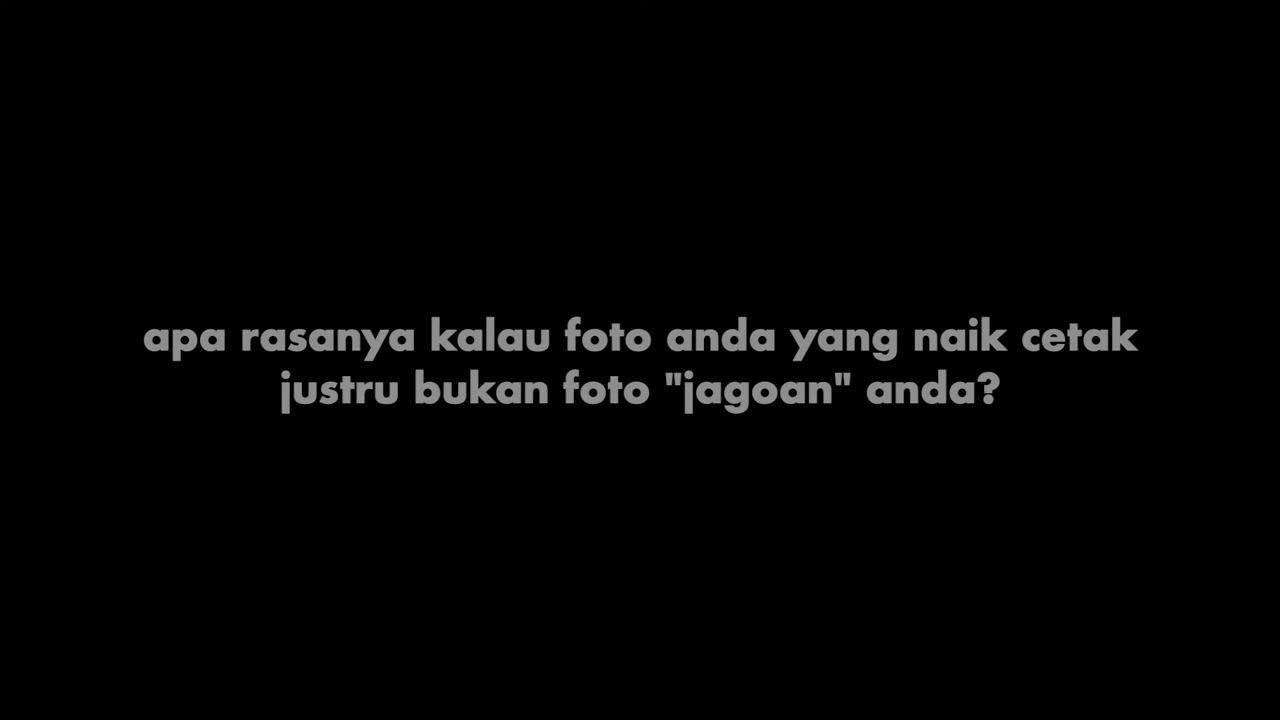 apa rasanya kalau foto anda yang naik cetak
justru bukan foto "jagoan" anda?